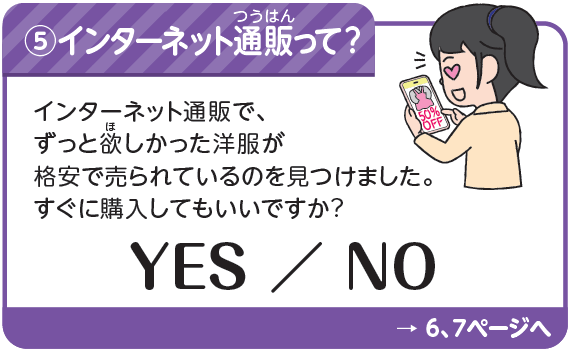 つうはん
⑤インターネット通販って?
50%
OFF
インターネット通販で、
ほ
ずっと欲しかった洋服が
格安で売られているのを見つけました。
すぐに購入してもいいですか?
YES / NO
→ 6、7ページへ